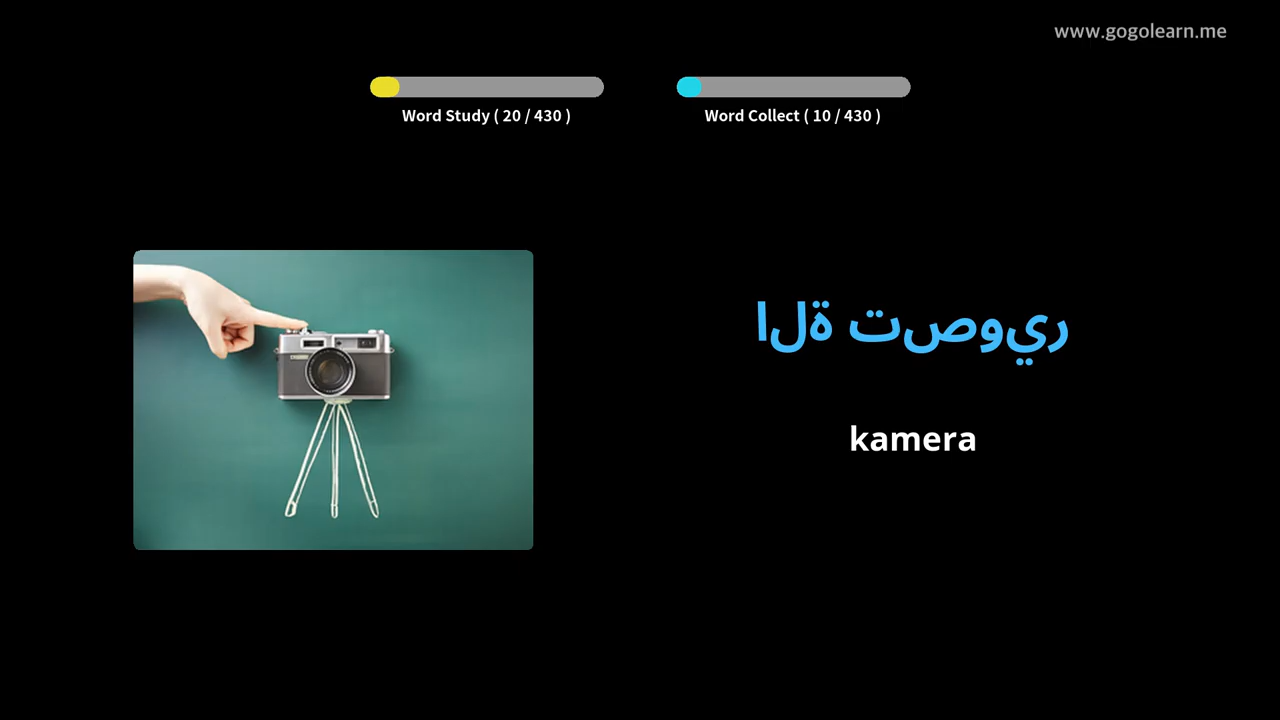 www.gogolearn.me
Word Study ( 20 / 430 )
Word Collect ( 10 / 430 )
الة تصوير
kamera